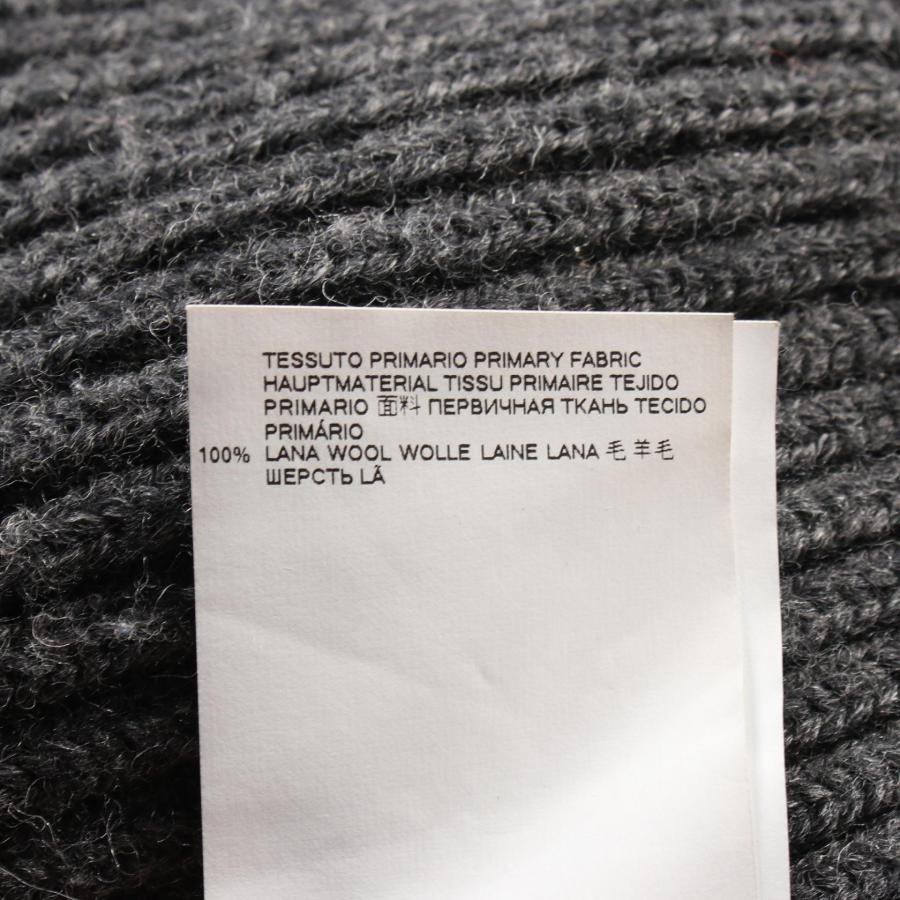 TESSUTO PRIMARIO PRIMARY FABRIC
HAUPTMATERIAL TISSU PRIMAIRE TEJIDO
PRIMARIO 面料 ПЕРВИЧНАЯ ТКАНЬ TECIDO
PRIMÁRIO
100% LANA WOOL WOLLE LAINE LANA 毛 羊毛
ШЕРСТЬ LÃ